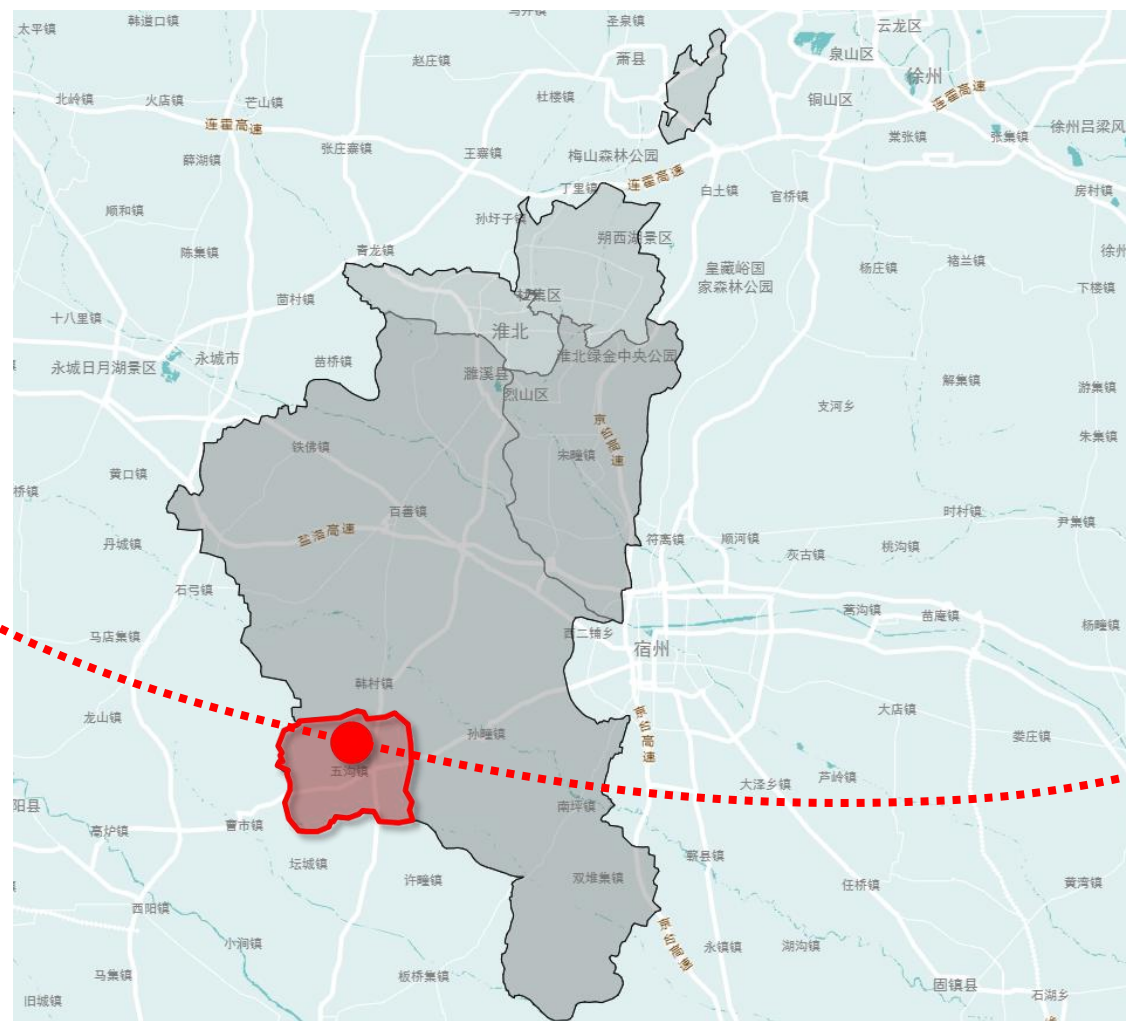 圣泉镇
韩道口镇
太平镇
云龙区
泉山区
萧县
赵庄镇
徐州
北岭镇
火店镇
芒山镇
杜楼镇
铜山区
连霍高速
连霍高速
张庄寨镇
棠张镇
张集镇
徐州吕梁风
薛湖镇
王寨镇
梅山森林公园
连霍高速
丁里镇
白土镇
官桥镇
房村镇
顺和镇
孙圩子镇
朔西湖景区
陈集镇
青龙镇
徐州
皇藏峪国
家森林公园
杨庄镇
褚兰镇
下楼镇
茴村镇
杜集区
十八里镇
淮北
永城市
苗桥镇
淮北绿金中央公园
永城日月湖景区
濉溪县
烈山区
解集镇
游集镇
支河乡
京台高速
朱集镇
铁佛镇
宋疃镇
黄口镇
桥镇
百善镇
盐洛高速
时村镇
尹集镇
丹城镇
符离镇
顺河镇
灰古镇
桃沟镇
石弓镇
蒿沟镇
苗庵镇
杨疃镇
马店集镇
西二铺乡
宿州
韩村镇
龙山镇
大店镇
京台高速
孙疃镇
娄庄镇
五沟镇
大泽乡镇
芦岭镇
阳县
南坪镇
高炉镇
曹市镇
坛城镇
蕲县镇
许疃镇
双堆集镇
任桥镇
黄湾镇
酉阳镇
京台高速
小涧镇
永镇镇
湖沟镇
马集镇
板桥集镇
固镇县
旧城镇
石湖乡